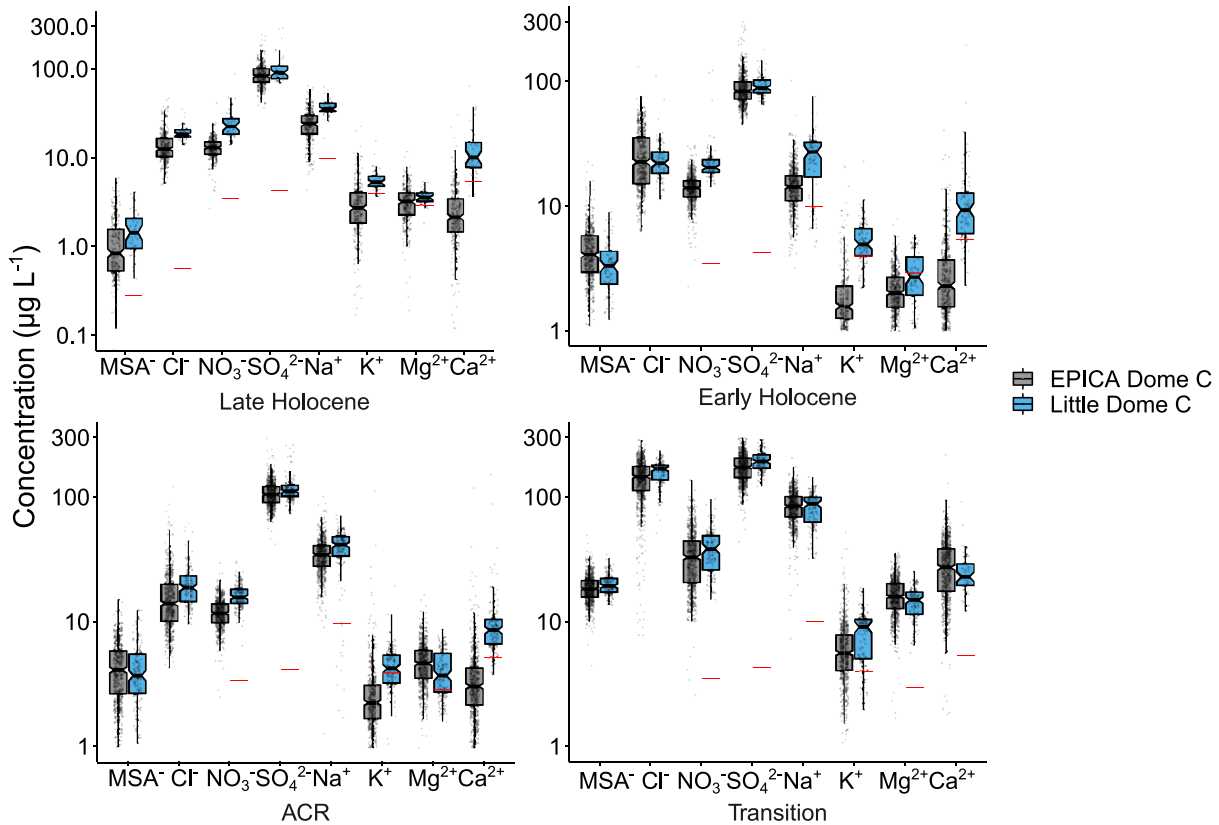 Concentration (µg L⁻¹)
300.0
100.0
10.0
1.0
0.1
MSA⁻ Cl⁻ NO₃⁻ SO₄²⁻ Na⁺ K⁺ Mg²⁺ Ca²⁺
Late Holocene
300
100
10
1
MSA⁻ Cl⁻ NO₃⁻ SO₄²⁻ Na⁺ K⁺ Mg²⁺ Ca²⁺
Early Holocene
EPICA Dome C
Little Dome C
300
100
10
1
MSA⁻ Cl⁻ NO₃⁻ SO₄²⁻ Na⁺ K⁺ Mg²⁺ Ca²⁺
ACR
300
100
10
1
MSA⁻ Cl⁻ NO₃⁻ SO₄²⁻ Na⁺ K⁺ Mg²⁺ Ca²⁺
Transition